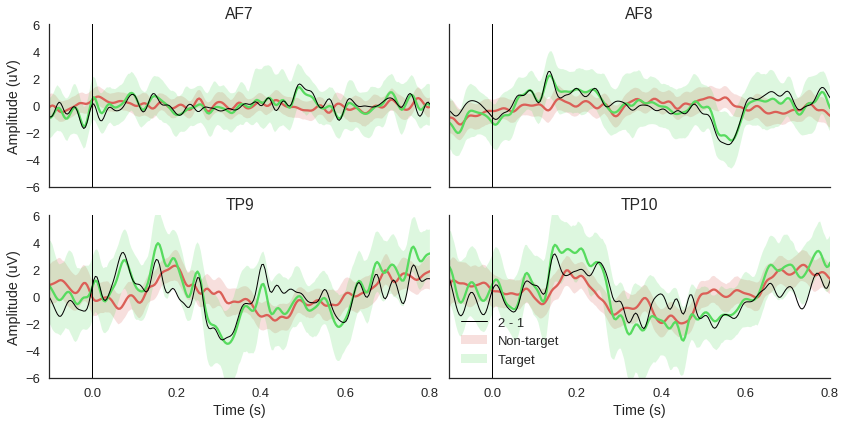 AF7
AF8
Amplitude (uV)
6
4
2
0
−2
−4
−6
TP9
TP10
Amplitude (uV)
6
4
2
0
−2
−4
−6
2 - 1
Non-target
Target
0.0 0.2 0.4 0.6 0.8
0.0 0.2 0.4 0.6 0.8
Time (s)
Time (s)